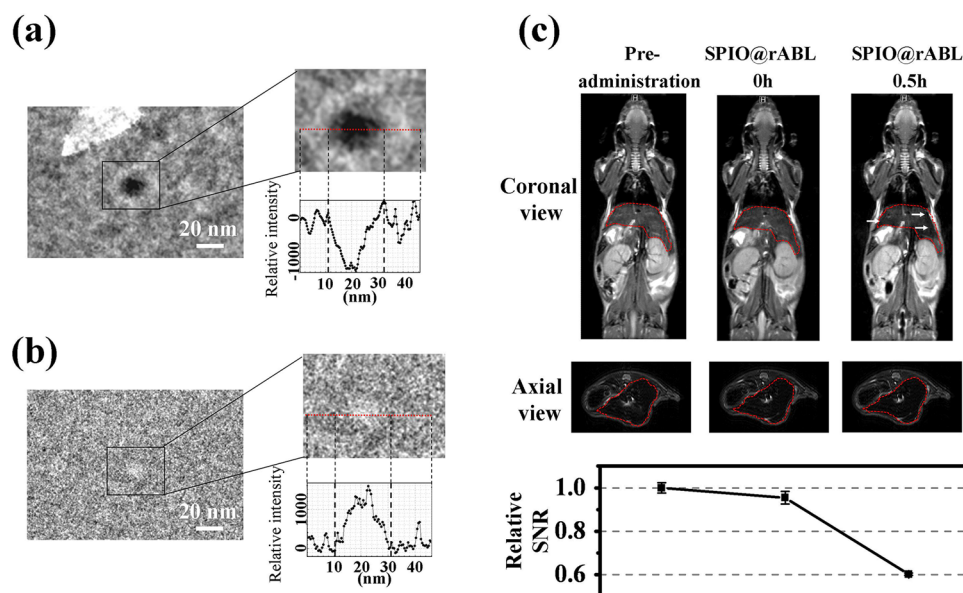 (a)
20 nm
Relative intensity
0
-1000
0 10 20 30 40
(nm)
(b)
20 nm
Relative intensity
1000
0
0 10 20 30 40
(nm)
(c)
Pre-
administration
SPIO@rABL
0h
SPIO@rABL
0.5h
H
H
H
Coronal
view
Axial
view
Relative
SNR
1.0
0.8
0.6